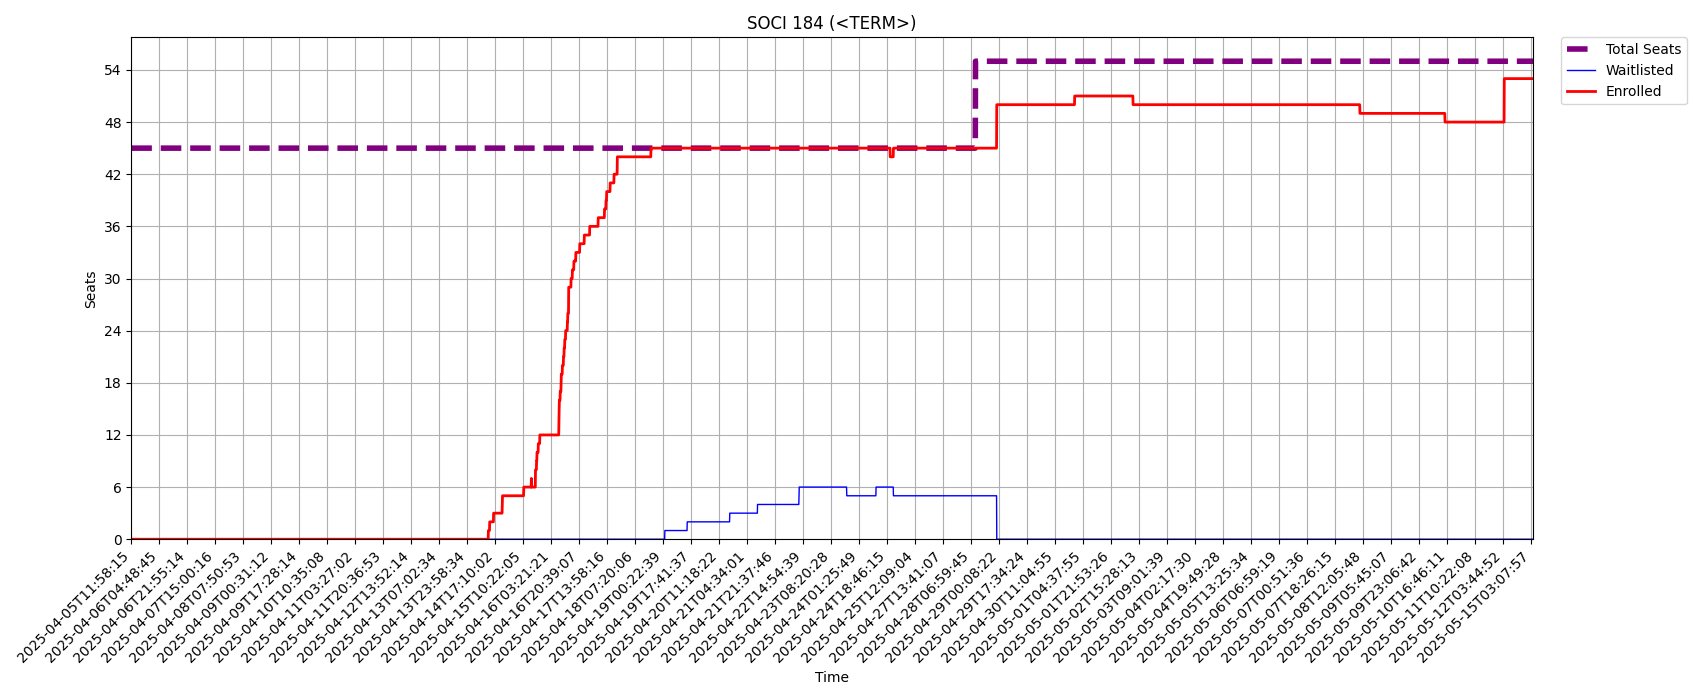 SOCI 184 (<TERM>)
Total Seats
Waitlisted
Enrolled
54
48
42
36
30
24
18
12
6
0
Seats
2025-04-05T11:58:15
2025-04-06T04:48:45
2025-04-06T21:55:14
2025-04-07T15:00:16
2025-04-08T07:50:53
2025-04-09T00:31:12
2025-04-09T17:28:14
2025-04-10T10:35:08
2025-04-11T03:27:02
2025-04-11T20:36:53
2025-04-12T13:52:14
2025-04-13T07:02:34
2025-04-13T23:58:34
2025-04-14T17:10:02
2025-04-15T10:22:05
2025-04-16T03:21:21
2025-04-16T20:39:07
2025-04-17T13:58:16
2025-04-18T07:20:06
2025-04-19T00:22:39
2025-04-19T17:41:37
2025-04-20T11:18:22
2025-04-21T04:34:01
2025-04-21T21:37:46
2025-04-22T14:54:39
2025-04-23T08:20:28
2025-04-24T01:25:49
2025-04-24T18:46:15
2025-04-25T12:09:04
2025-04-27T13:41:07
2025-04-28T06:59:45
2025-04-29T00:08:22
2025-04-29T17:34:24
2025-04-30T11:04:55
2025-05-01T04:37:55
2025-05-01T21:53:26
2025-05-02T15:28:13
2025-05-03T09:01:39
2025-05-04T02:17:30
2025-05-04T19:49:28
2025-05-05T13:25:34
2025-05-06T06:59:19
2025-05-07T00:51:36
2025-05-07T18:26:15
2025-05-08T12:05:48
2025-05-09T05:45:07
2025-05-09T23:06:42
2025-05-10T16:46:11
2025-05-11T10:22:08
2025-05-12T03:44:52
2025-05-15T03:07:57
Time